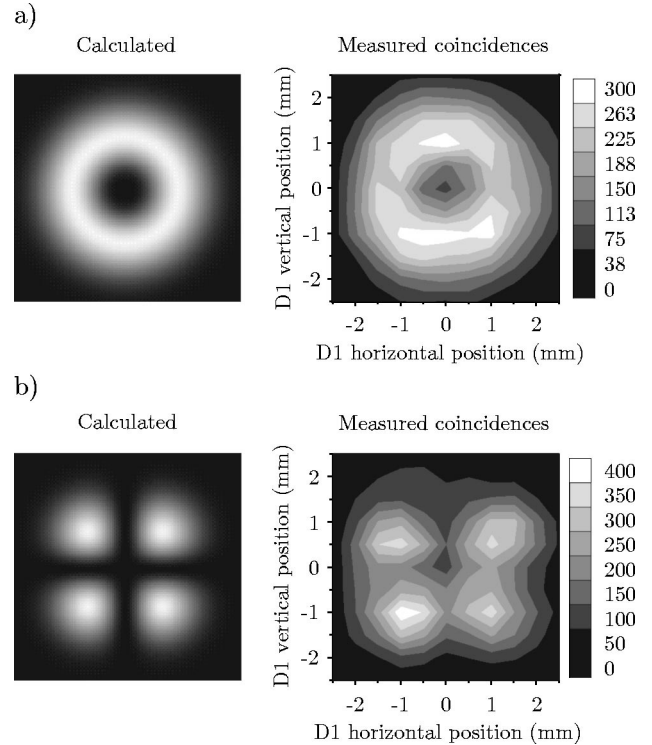 a)
Calculated
Measured coincidences
D1 vertical position (mm)
2
1
0
-1
-2
-2 -1 0 1 2
D1 horizontal position (mm)
300
263
225
188
150
113
75
38
0
b)
Calculated
Measured coincidences
D1 vertical position (mm)
2
1
0
-1
-2
-2 -1 0 1 2
D1 horizontal position (mm)
400
350
300
250
200
150
100
50
0